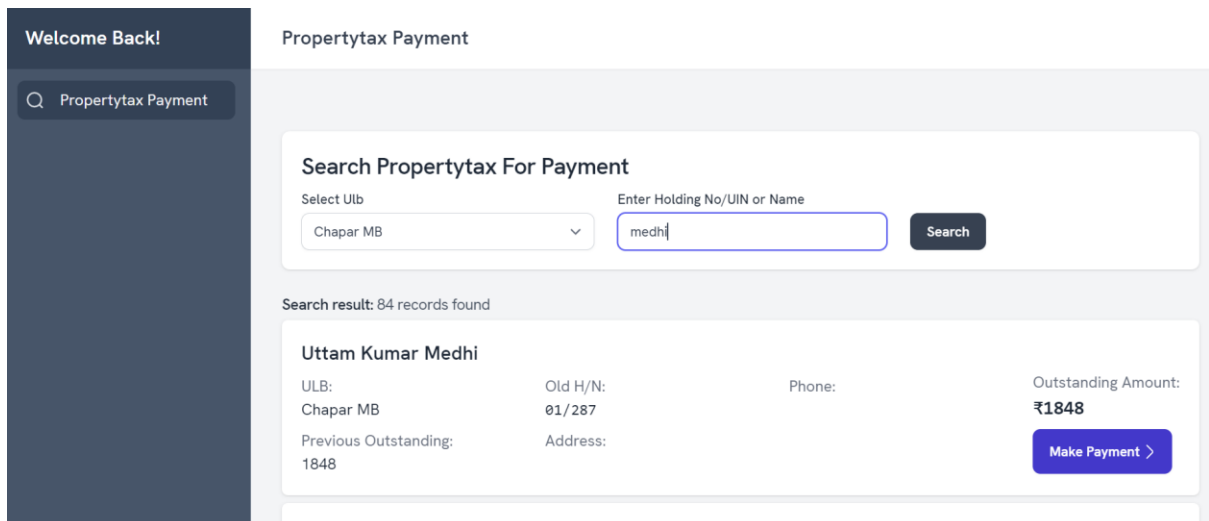 Welcome Back!
Propertytax Payment
Propertytax Payment
Search Propertytax For Payment
Select Ulb
Enter Holding No/UIN or Name
Chapar MB
medhi
Search
Search result: 84 records found
Uttam Kumar Medhi
ULB:
Old H/N:
Phone:
Outstanding Amount:
Chapar MB
01/287
₹1848
Previous Outstanding:
Address:
1848
Make Payment